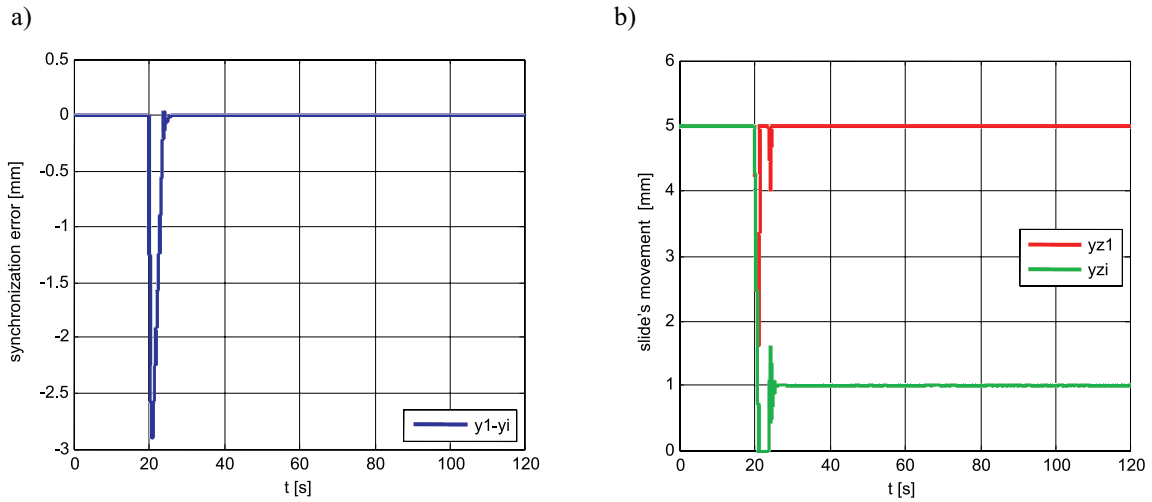 a)
0.5
0
-0.5
-1
-1.5
-2
-2.5
-3
synchronization error [mm]
0 20 40 60 80 100 120
t [s]
y1-yi
b)
6
5
4
3
2
1
0
slide's movement [mm]
0 20 40 60 80 100 120
t [s]
yz1
yzi